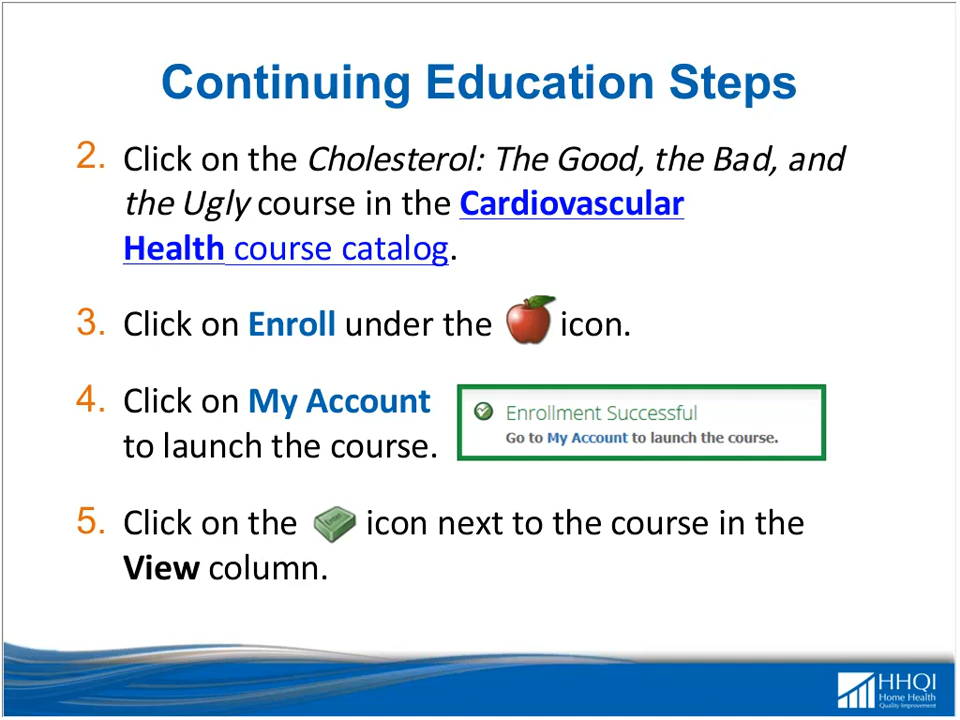 Continuing Education Steps
2. Click on the Cholesterol: The Good, the Bad, and
the Ugly course in the Cardiovascular
Health course catalog.
3. Click on Enroll under the icon.
4. Click on My Account
to launch the course.
Enrollment Successful
Go to My Account to launch the course.
5. Click on the Enter icon next to the course in the
View column.
HHQI
Home Health
Quality Improvement